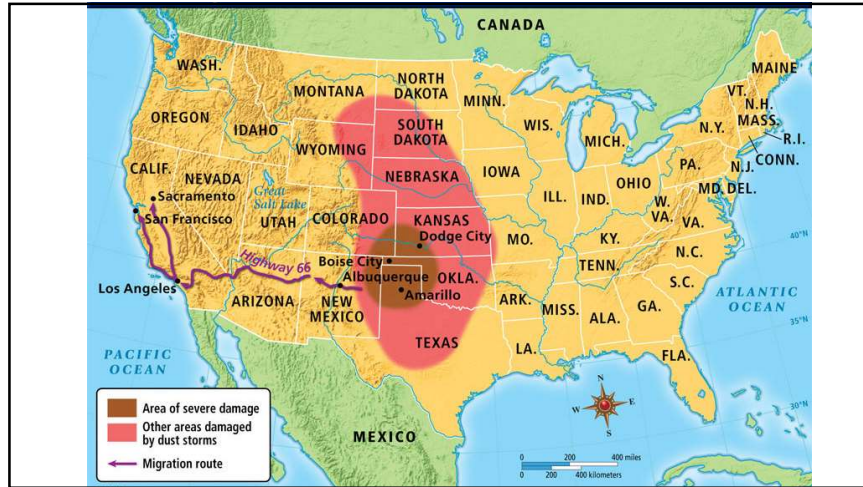 CANADA
WASH.
MONTANA
NORTH
DAKOTA
MINN.
MAINE
VT.
N.H.
MASS.
R.I.
CONN.
N.Y.
OREGON
IDAHO
SOUTH
DAKOTA
WIS.
MICH.
WYOMING
CALIF.
NEVADA
NEBRASKA
IOWA
PA.
N.J.
OHIO
MD.
DEL.
Sacramento
Great
Salt Lake
San Francisco
UTAH
COLORADO
KANSAS
Dodge City
ILL.
IND.
W.
VA.
VA.
MO.
KY.
40°N
Highway 66
Boise City
Albuquerque
OKLA.
TENN.
N.C.
Los Angeles
ARIZONA
NEW
MEXICO
Amarillo
ARK.
S.C.
MISS.
ALA.
GA.
ATLANTIC
OCEAN
35°N
TEXAS
LA.
FLA.
PACIFIC
OCEAN
30°N
N
W
E
S
Area of severe damage
Other areas damaged
by dust storms
Migration route
MEXICO
0 200 400 miles
0 200 400 kilometers